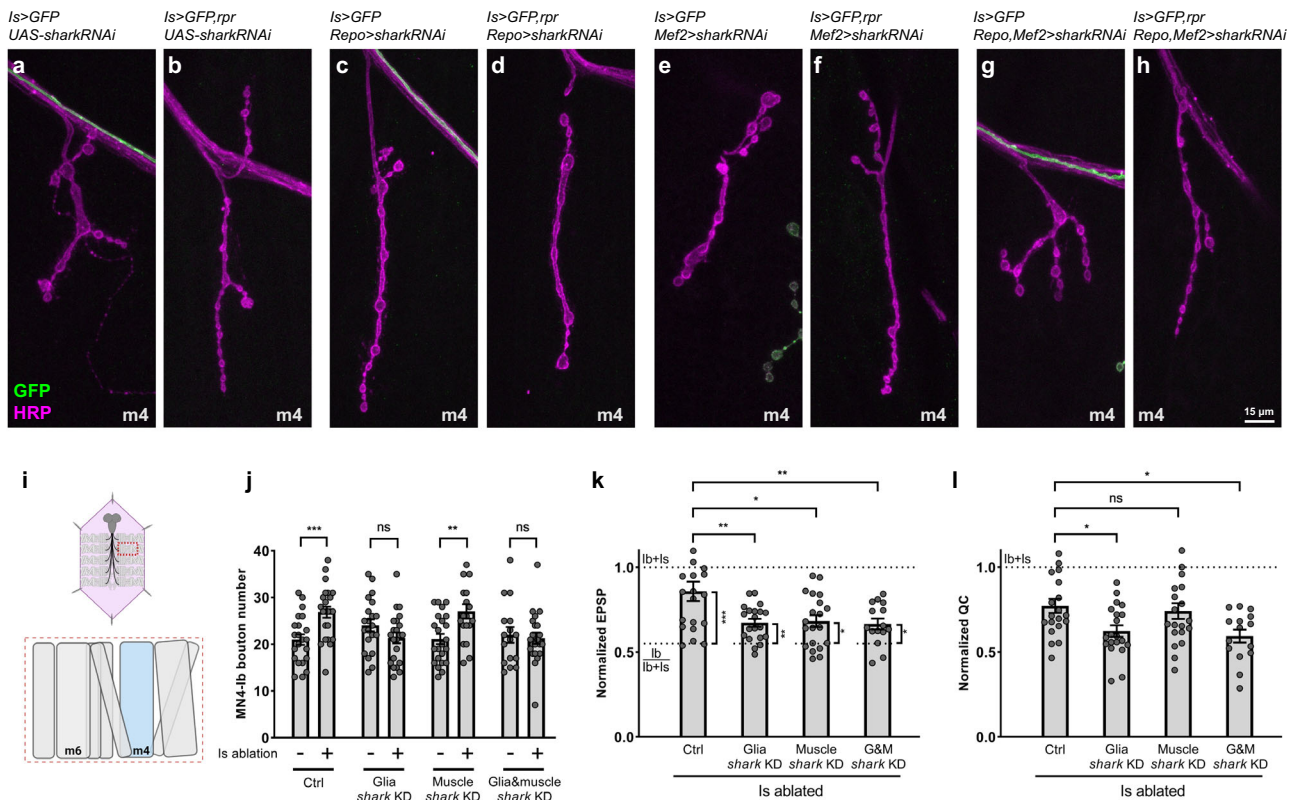 Is>GFP
UAS-sharkRNAi
Is>GFP,rpr
UAS-sharkRNAi
Is>GFP
Repo>sharkRNAi
Is>GFP,rpr
Repo>sharkRNAi
Is>GFP
Mef2>sharkRNAi
Is>GFP,rpr
Mef2>sharkRNAi
Is>GFP
Repo,Mef2>sharkRNAi
Is>GFP,rpr
Repo,Mef2>sharkRNAi
a
b
c
d
e
f
g
h
GFP
HRP
m4
m4
m4
m4
m4
m4
m4
m4
15 µm
i
m6
m4
j
MN4-Ib bouton number
40
30
20
10
0
***
ns
**
ns
Is ablation
- + - + - + - +
Ctrl
Glia
shark KD
Muscle
shark KD
Glia&muscle
shark KD
k
**
*
**
Normalized EPSP
1.0
0.5
0.0
Ib+Is
Ib
Ib+Is
***
**
*
*
Ctrl
Glia
shark KD
Muscle
shark KD
G&M
shark KD
Is ablated
l
*
ns
*
Normalized QC
1.0
0.5
0.0
Ib+Is
Ctrl
Glia
shark KD
Muscle
shark KD
G&M
shark KD
Is ablated